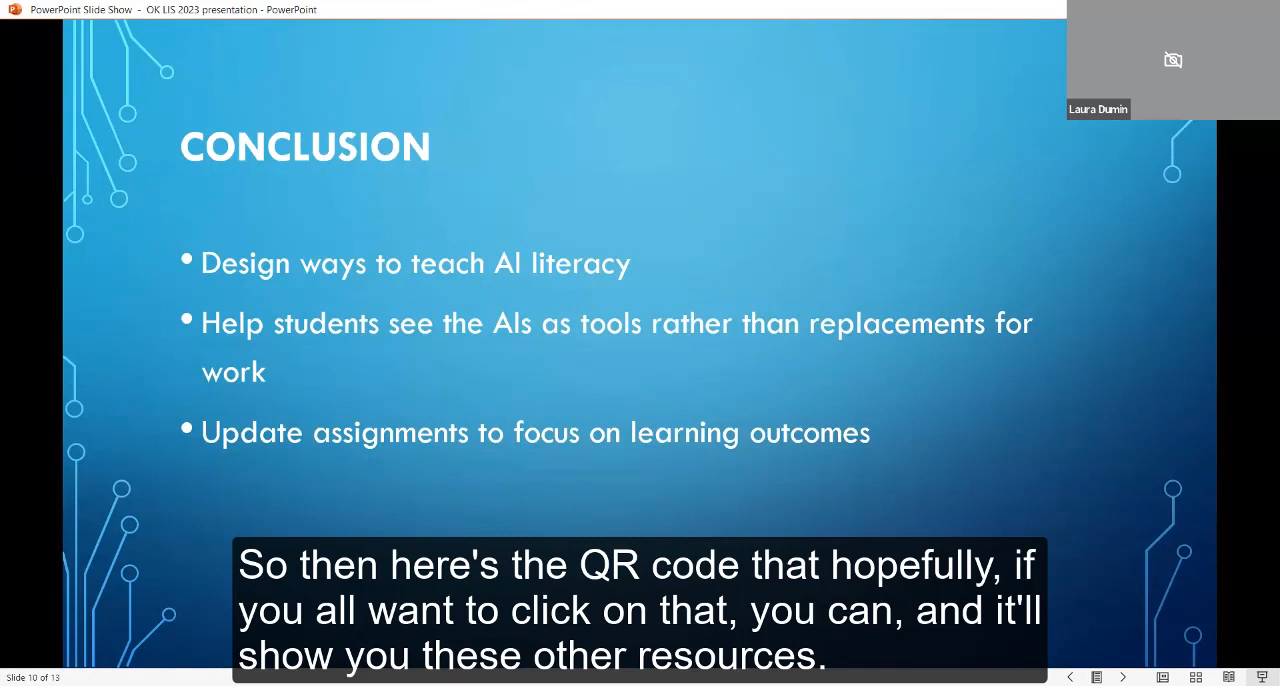 PowerPoint Slide Show - OK LIS 2023 presentation - PowerPoint
Laura Dumin
CONCLUSION
• Design ways to teach AI literacy
• Help students see the AIs as tools rather than replacements for
work
• Update assignments to focus on learning outcomes
So then here's the QR code that hopefully, if
you all want to click on that, you can, and it'll
show you these other resources.
Slide 10 of 13